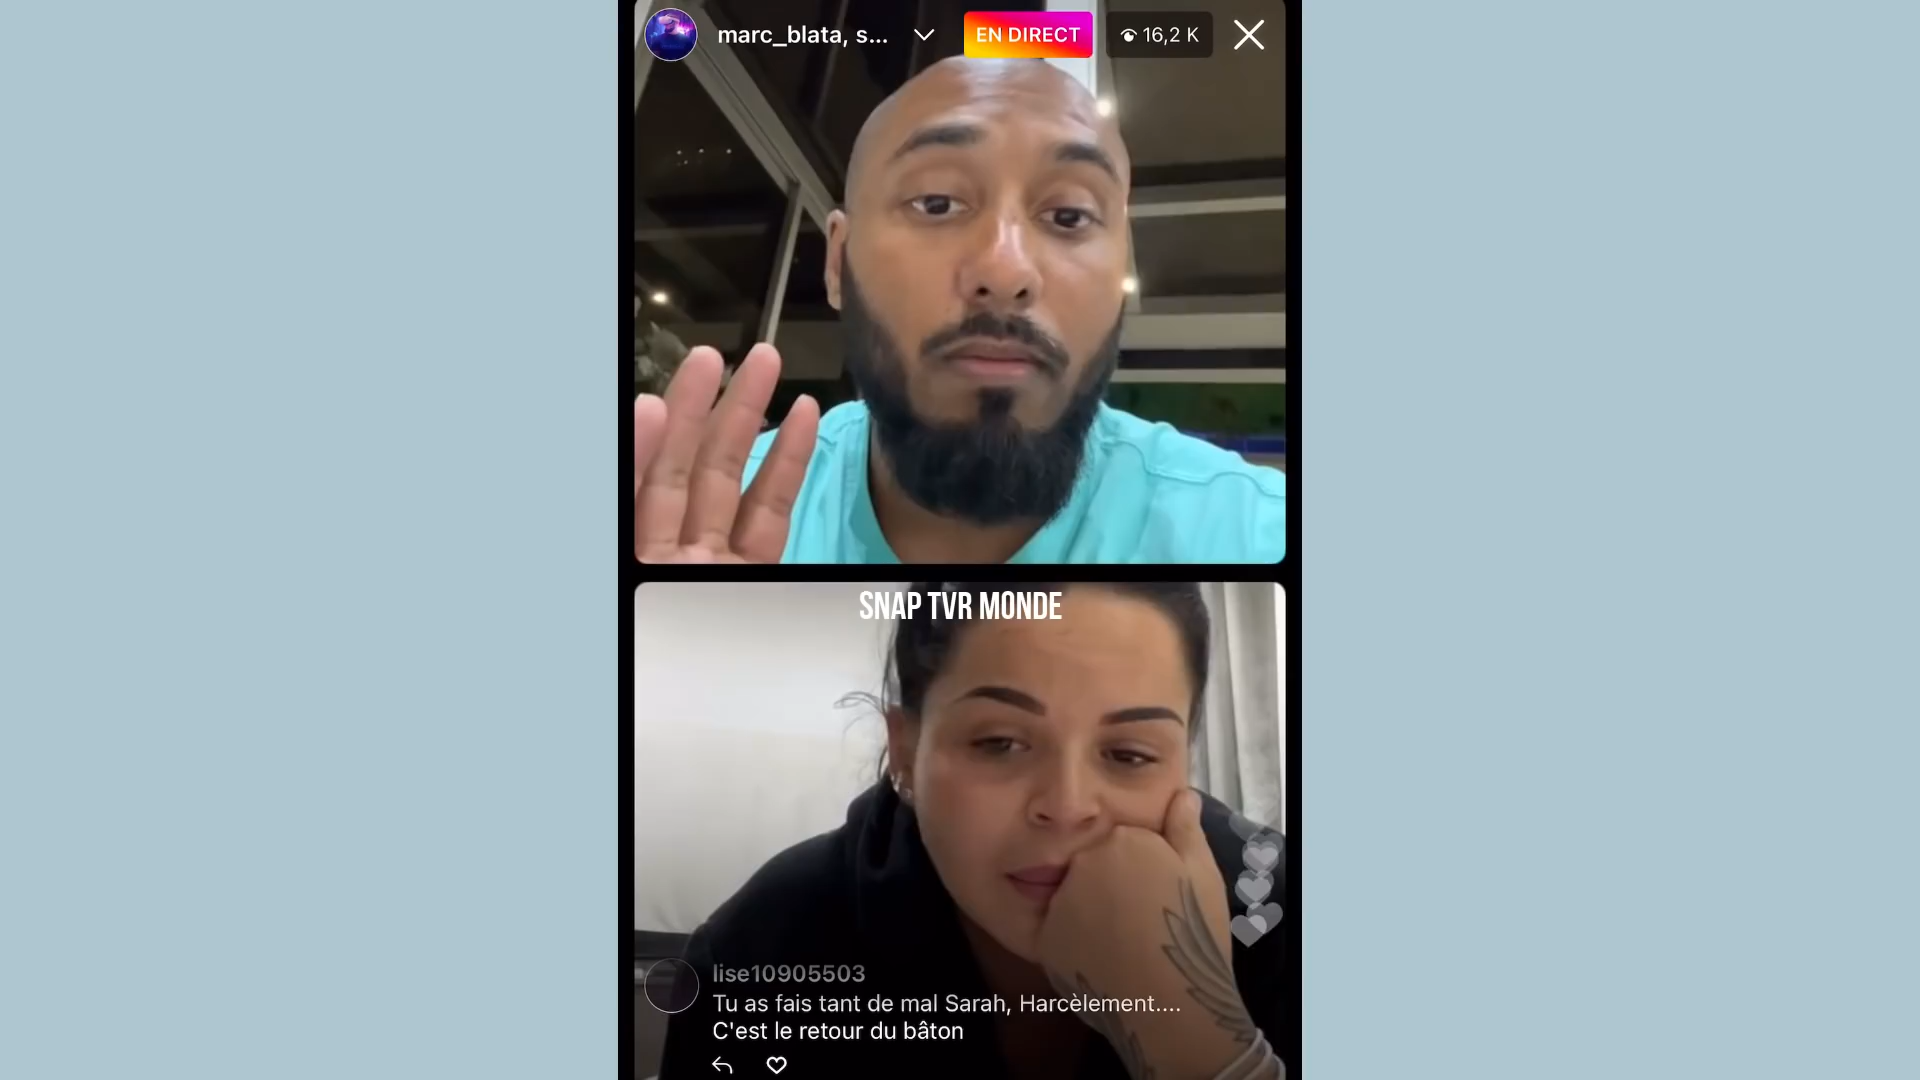 marc_blata, s...
EN DIRECT
16,2 K
SNAP TVR MONDE
lise10905503
Tu as fais tant de mal Sarah, Harcèlement....
C'est le retour du bâton